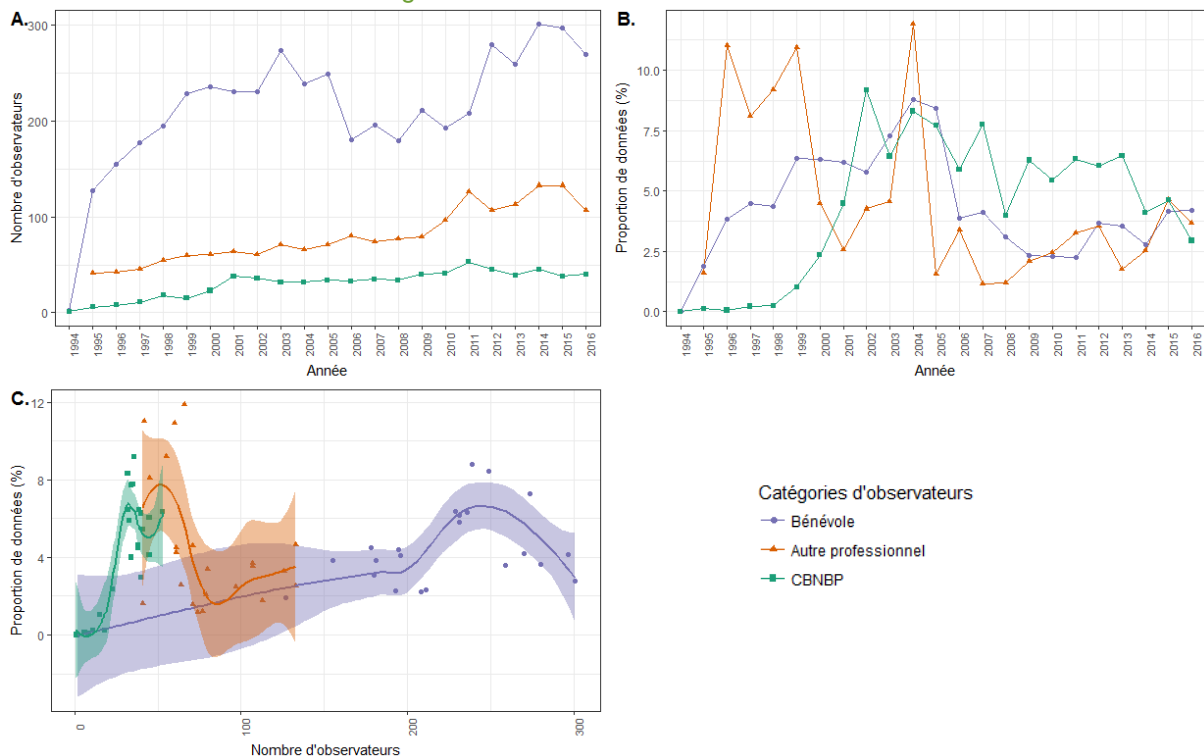 A.
300
200
100
0
Nombre d'observateurs
1994 1995 1996 1997 1998 1999 2000 2001 2002 2003 2004 2005 2006 2007 2008 2009 2010 2011 2012 2013 2014 2015 2016
Année
B.
10.0
7.5
5.0
2.5
0.0
Proportion de données (%)
1994 1995 1996 1997 1998 1999 2000 2001 2002 2003 2004 2005 2006 2007 2008 2009 2010 2011 2012 2013 2014 2015 2016
Année
C.
12
8
4
0
Proportion de données (%)
0 100 200 300
Nombre d'observateurs
Catégories d'observateurs
Bénévole
Autre professionnel
CBNBP